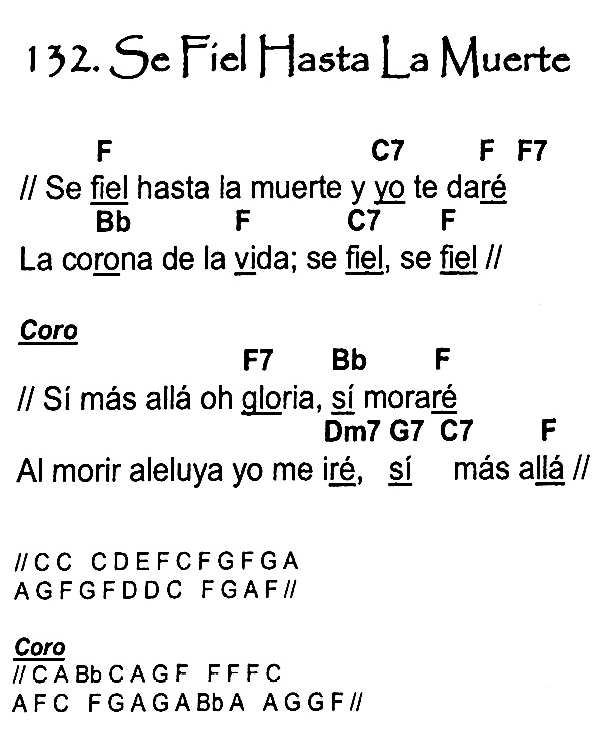 132. Se Fiel Hasta La Muerte
F C7 F F7
// Se fiel hasta la muerte y yo te daré
Bb F C7 F
La corona de la vida; se fiel, se fiel //
Coro
F7 Bb F
// Sí más allá oh gloria, sí moraré
Dm7 G7 C7 F
Al morir aleluya yo me iré, sí más allá //
//C C C D E F C F G F G A
A G F G F D D C F G A F//
Coro
//C A Bb C A G F F F F C
A F C F G A G A Bb A A G G F//